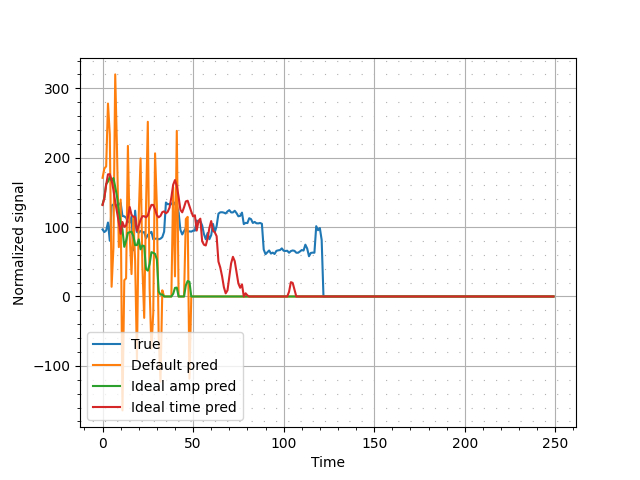 Normalized signal
300
200
100
0
−100
True
Default pred
Ideal amp pred
Ideal time pred
0 50 100 150 200 250
Time